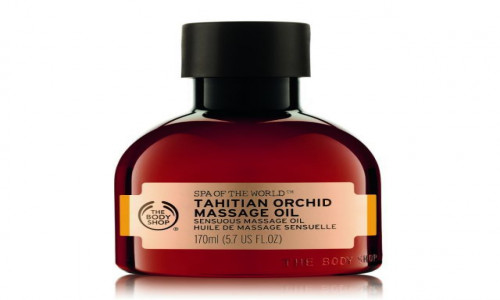 SPA OF THE WORLD™
TAHITIAN ORCHID
MASSAGE OIL
SENSUOUS MASSAGE OIL
HUILE DE MASSAGE SENSUELLE
170ml (5.7 US FL.OZ)
THE
BODY
SHOP
®
THE BODY SHOP